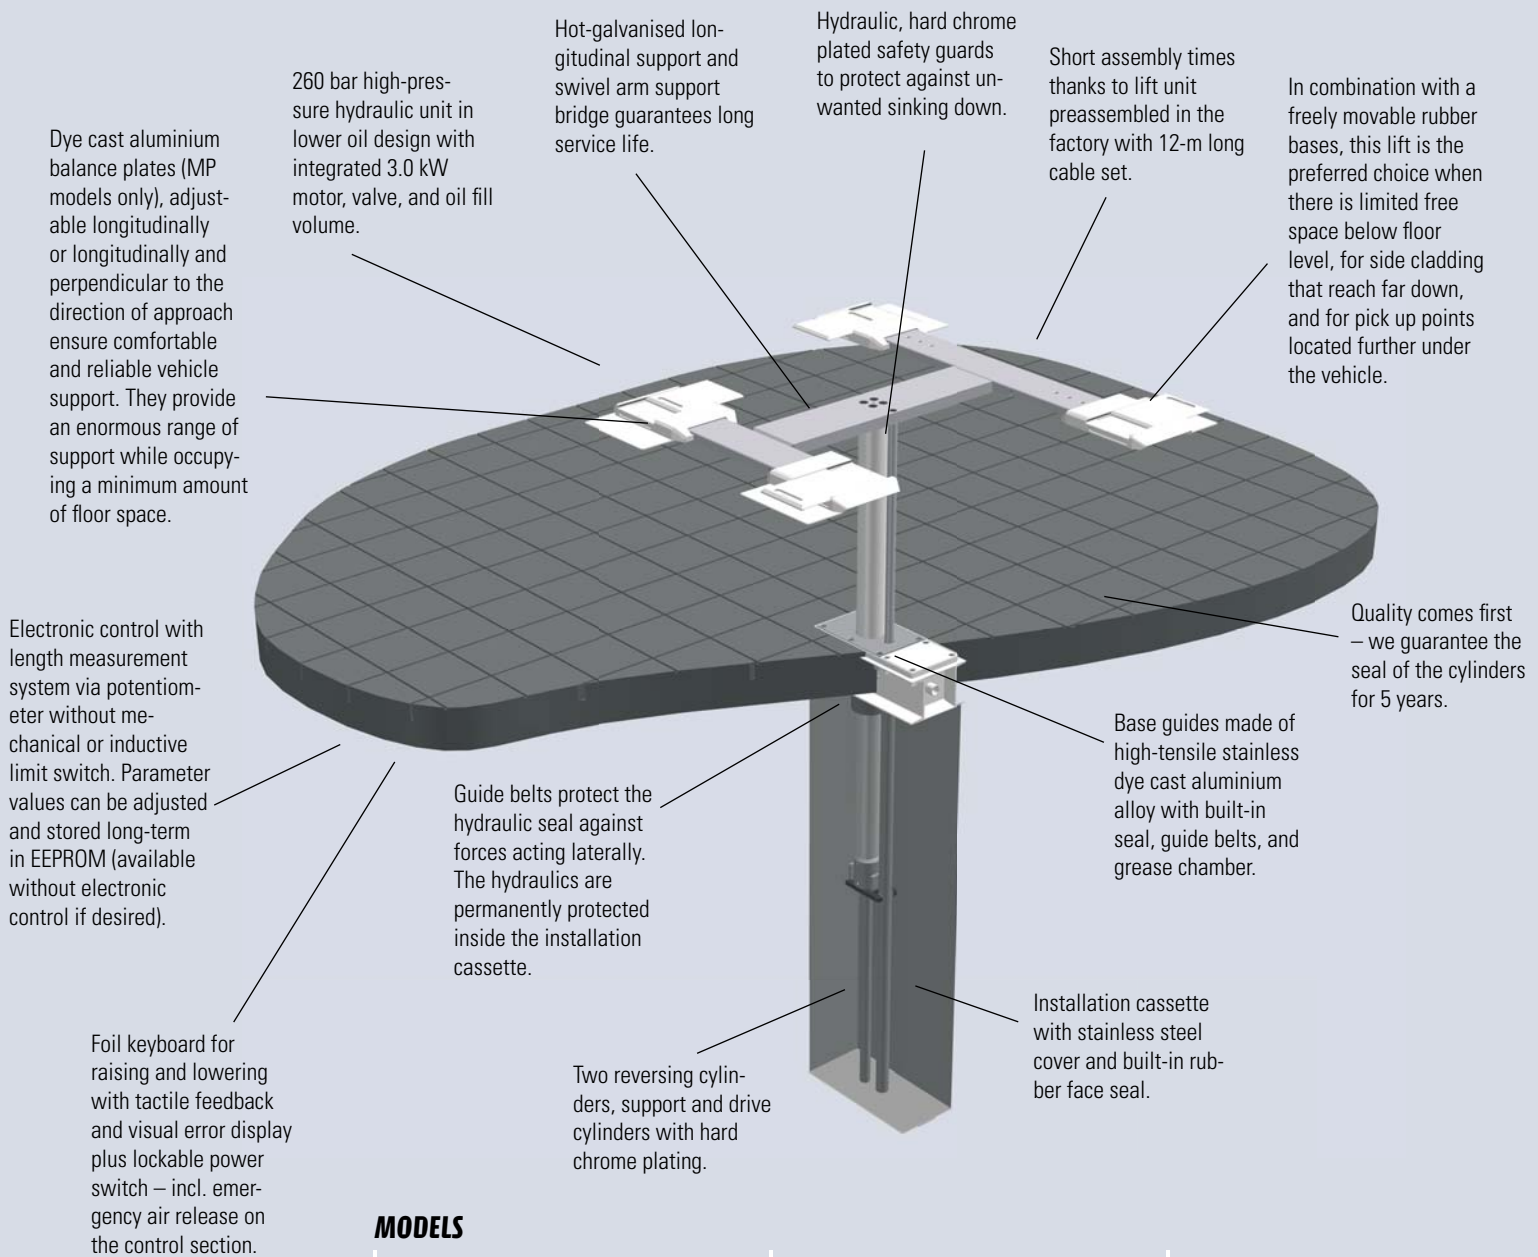 Dye cast aluminium
balance plates (MP
models only), adjust-
able longitudinally
or longitudinally and
perpendicular to the
direction of approach
ensure comfortable
and reliable vehicle
support. They provide
an enormous range of
support while occupy-
ing a minimum amount
of floor space.
260 bar high-pres-
sure hydraulic unit in
lower oil design with
integrated 3.0 kW
motor, valve, and oil fill
volume.
Hot-galvanised lon-
gitudinal support and
swivel arm support
bridge guarantees long
service life.
Hydraulic, hard chrome
plated safety guards
to protect against un-
wanted sinking down.
Short assembly times
thanks to lift unit
preassembled in the
factory with 12-m long
cable set.
In combination with a
freely movable rubber
bases, this lift is the
preferred choice when
there is limited free
space below floor
level, for side cladding
that reach far down,
and for pick up points
located further under
the vehicle.
Electronic control with
length measurement
system via potentiom-
eter without me-
chanical or inductive
limit switch. Parameter
values can be adjusted
and stored long-term
in EEPROM (available
without electronic
control if desired).
Guide belts protect the
hydraulic seal against
forces acting laterally.
The hydraulics are
permanently protected
inside the installation
cassette.
Base guides made of
high-tensile stainless
dye cast aluminium
alloy with built-in
seal, guide belts, and
grease chamber.
Quality comes first
– we guarantee the
seal of the cylinders
for 5 years.
Foil keyboard for
raising and lowering
with tactile feedback
and visual error display
plus lockable power
switch – incl. emer-
gency air release on
the control section.
Two reversing cylin-
ders, support and drive
cylinders with hard
chrome plating.
Installation cassette
with stainless steel
cover and built-in rub-
ber face seal.
MODELS